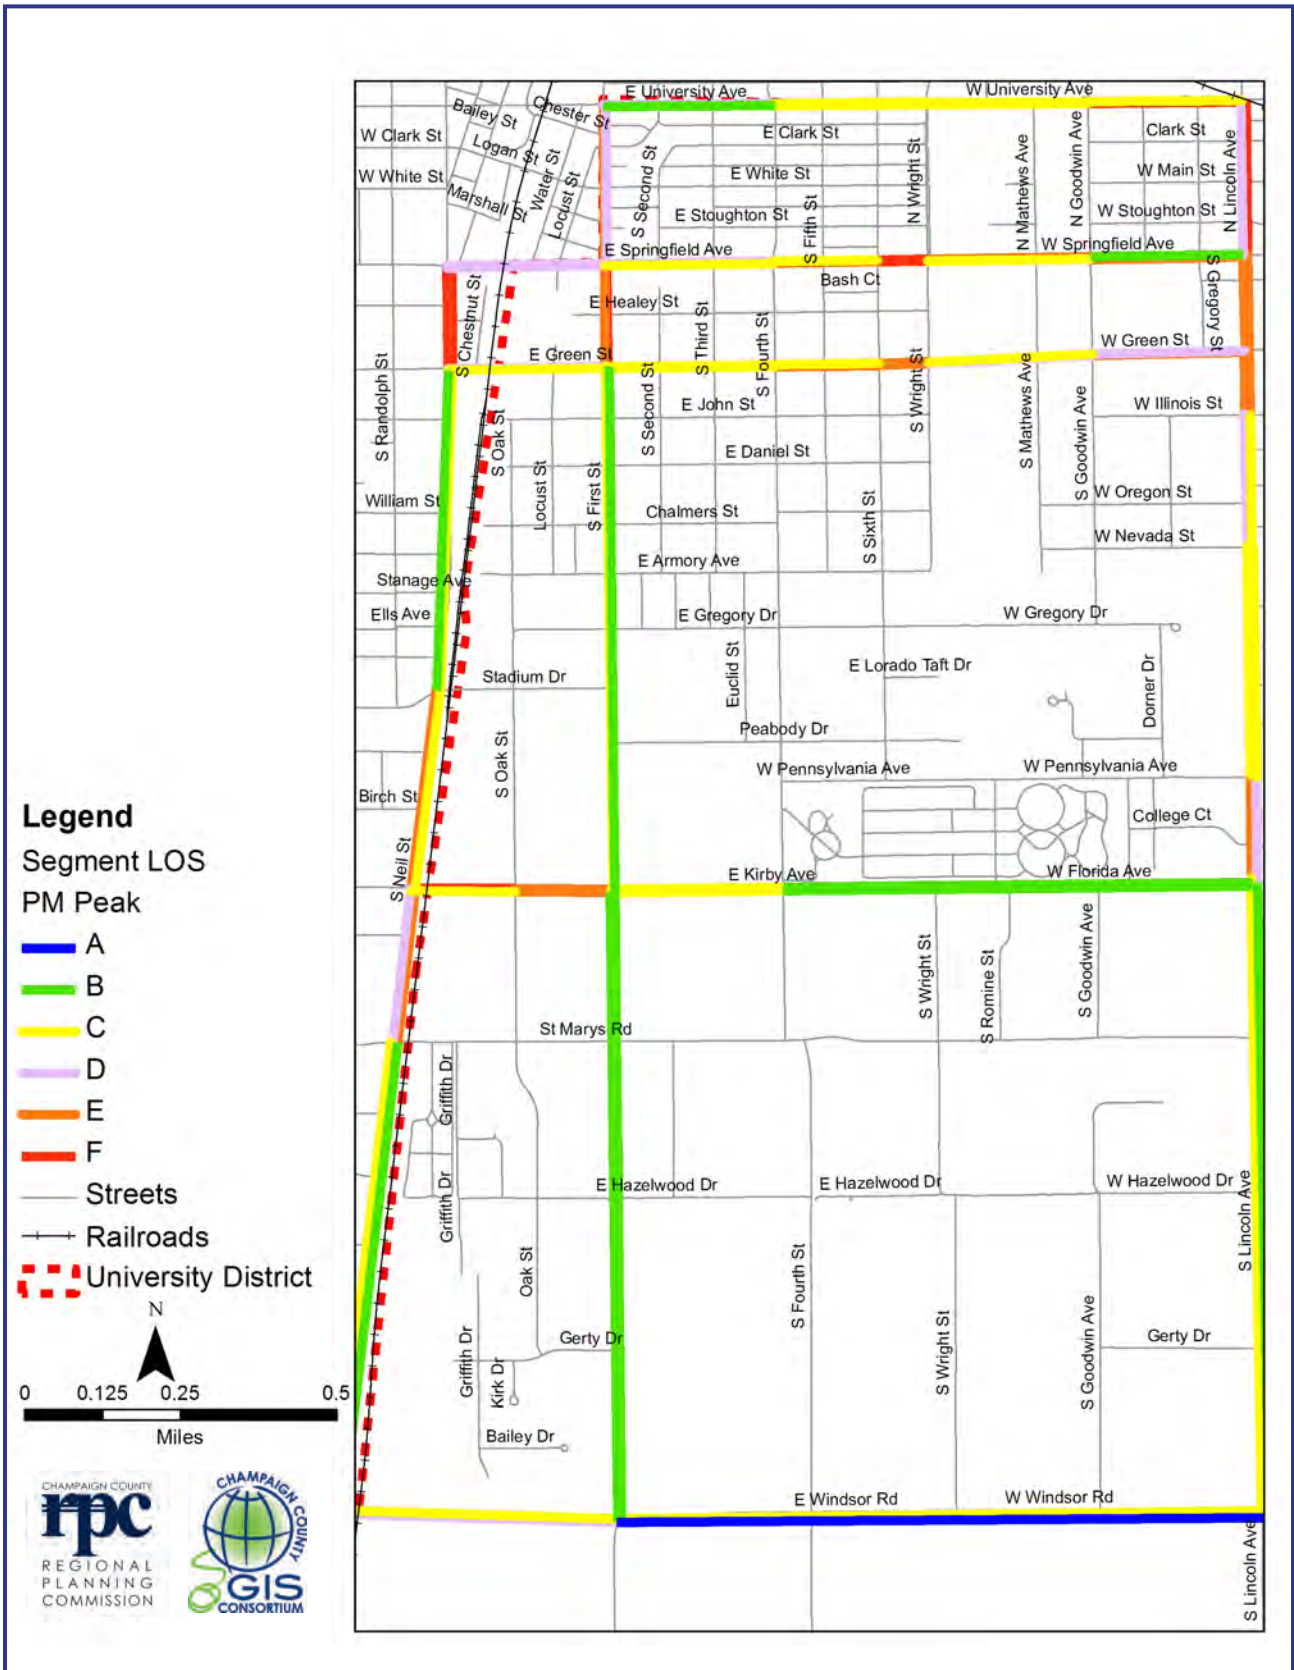 E University Ave
W University Ave
Bailey St
Chester St
W Clark St
Logan St
E Clark St
Clark St
W White St
Marshall St
Water St
Locust St
S Second St
E White St
E Stoughton St
S Fifth St
N Wright St
N Mathews Ave
N Goodwin Ave
W Main St
W Stoughton St
N Lincoln Ave
E Springfield Ave
W Springfield Ave
Bash Ct
S Chestnut St
E Healey St
S Third St
S Fourth St
S Gregory St
E Green St
W Green St
S Randolph St
S Oak St
S Second St
E John St
S Wright St
S Mathews Ave
S Goodwin Ave
W Illinois St
E Daniel St
William St
Locust St
S First St
Chalmers St
S Sixth St
W Oregon St
W Nevada St
E Armory Ave
Stanage Ave
Ells Ave
E Gregory Dr
W Gregory Dr
Stadium Dr
Euclid St
E Lorado Taft Dr
Dorner Dr
Peabody Dr
S Oak St
W Pennsylvania Ave
W Pennsylvania Ave
Birch St
College Ct
S Neil St
E Kirby Ave
W Florida Ave
S Wright St
S Romine St
S Goodwin Ave
St Marys Rd
Griffith Dr
Griffith Dr
E Hazelwood Dr
E Hazelwood Dr
W Hazelwood Dr
S Lincoln Ave
Oak St
S Fourth St
Gerty Dr
Gerty Dr
Griffith Dr
Kirk Dr
S Wright St
S Goodwin Ave
Bailey Dr
E Windsor Rd
W Windsor Rd
S Lincoln Ave
Legend
Segment LOS
PM Peak
A
B
C
D
E
F
Streets
Railroads
University District
N
0 0.125 0.25 0.5
Miles
CHAMPAIGN COUNTY
rpc
REGIONAL
PLANNING
COMMISSION
CHAMPAIGN COUNTY
GIS
CONSORTIUM